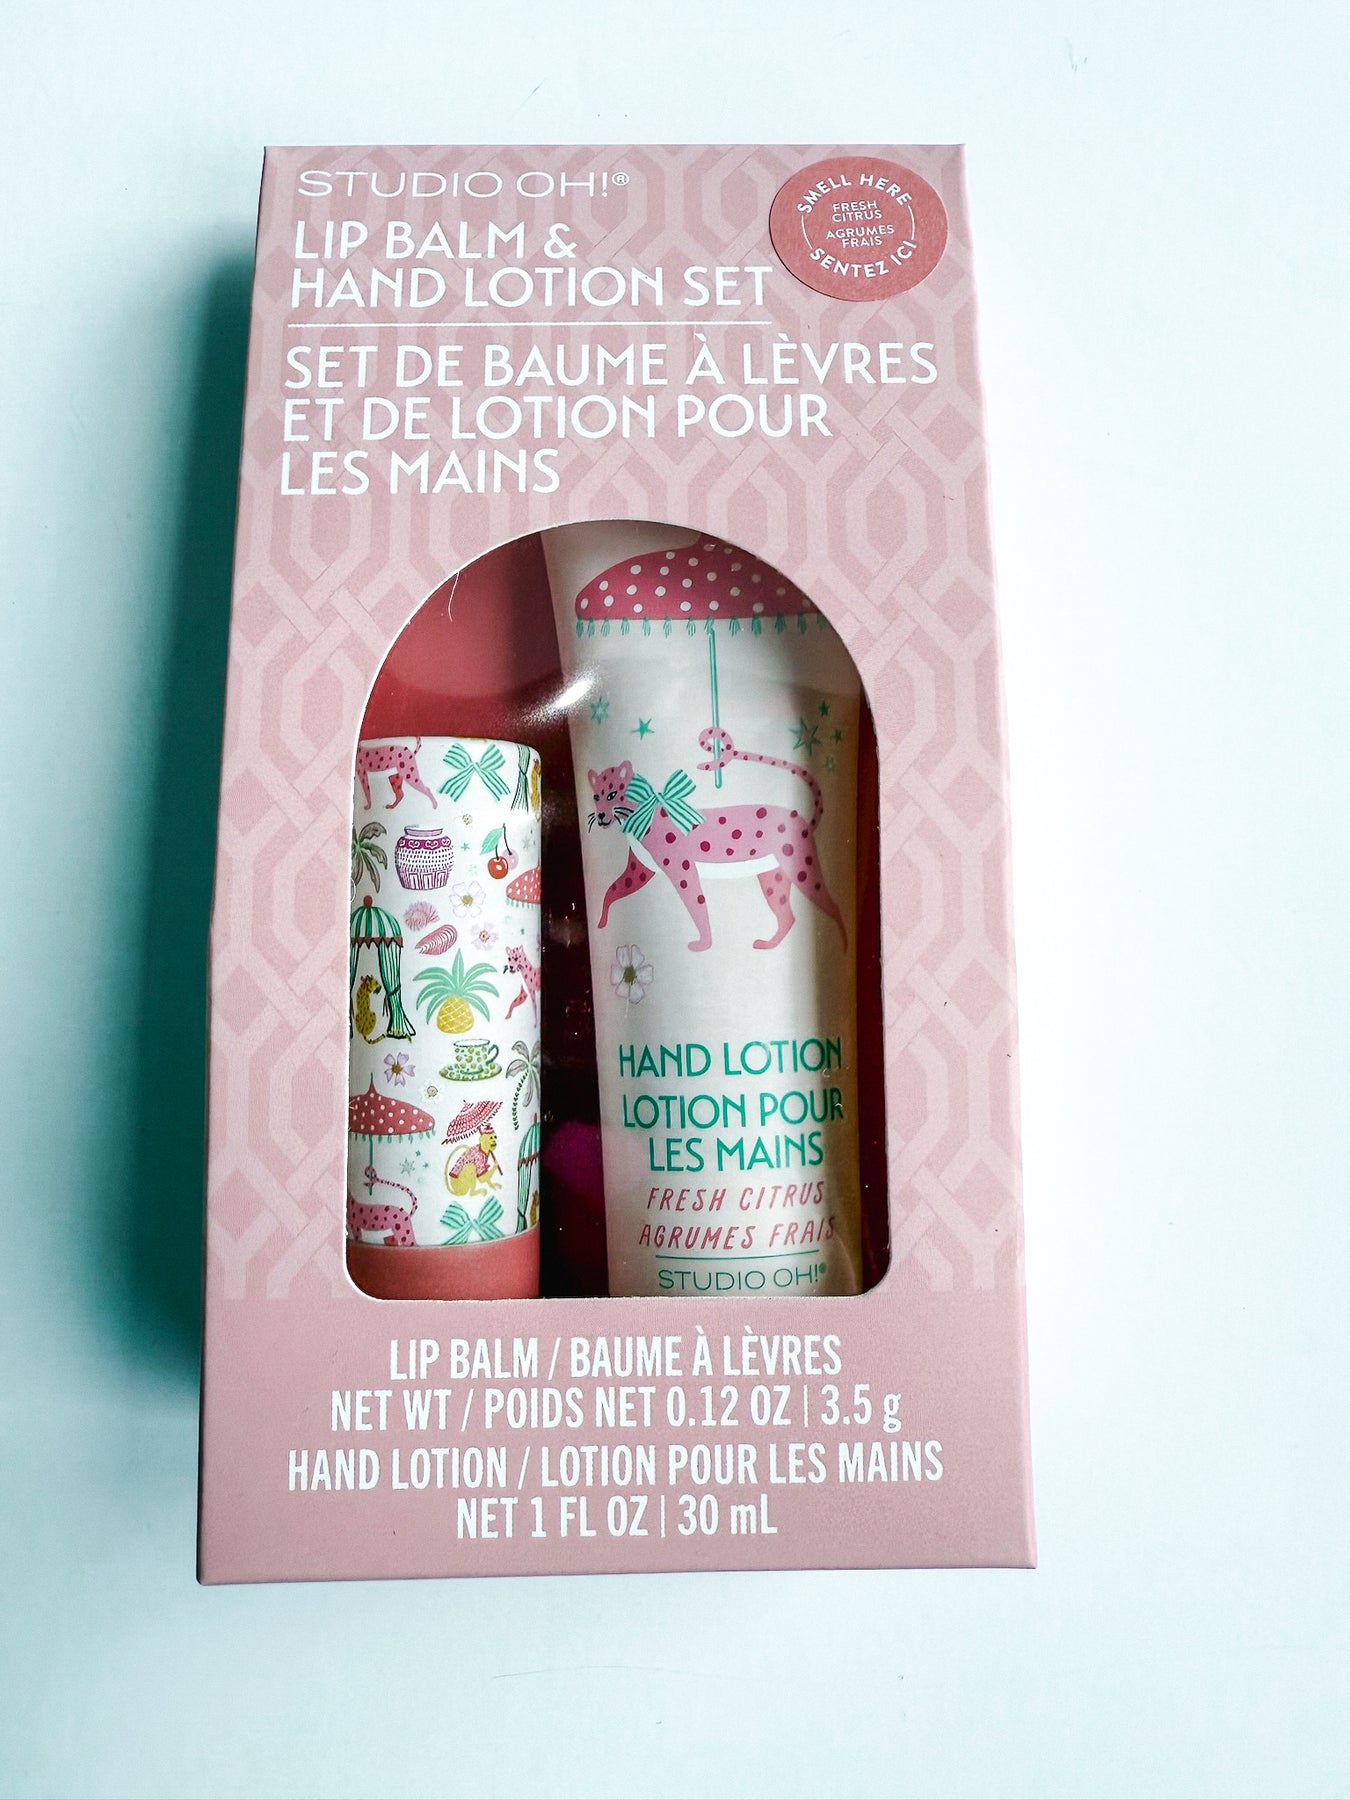 STUDIO OH!®
LIP BALM &
HAND LOTION SET
SET DE BAUME À LÈVRES
ET DE LOTION POUR
LES MAINS
SMELL HERE
FRESH
CITRUS
AGRUMES
FRAIS
SENTEZ ICI
HAND LOTION
LOTION POUR
LES MAINS
FRESH CITRUS
AGRUMES FRAIS
STUDIO OH!®
LIP BALM / BAUME À LÈVRES
NET WT / POIDS NET 0.12 OZ | 3.5 g
HAND LOTION / LOTION POUR LES MAINS
NET 1 FL OZ | 30 mL